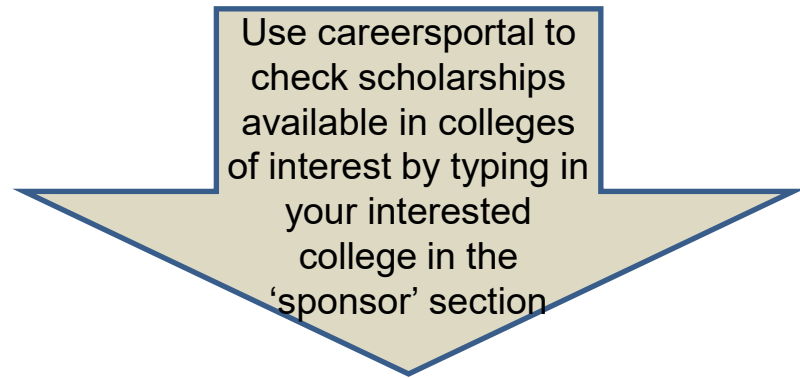 Use careersportal to
check scholarships
available in colleges
of interest by typing in
your interested
college in the
‘sponsor’ section